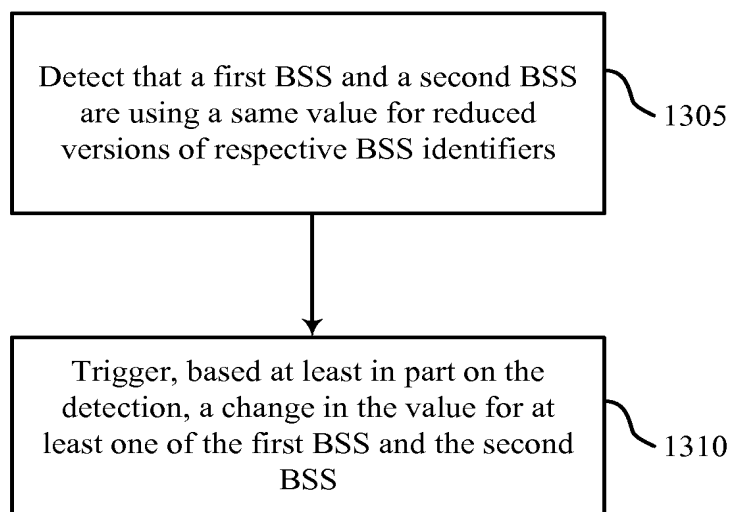 Detect that a first BSS and a second BSS
are using a same value for reduced
versions of respective BSS identifiers
1305
Trigger, based at least in part on the
detection, a change in the value for at
least one of the first BSS and the second
BSS
1310